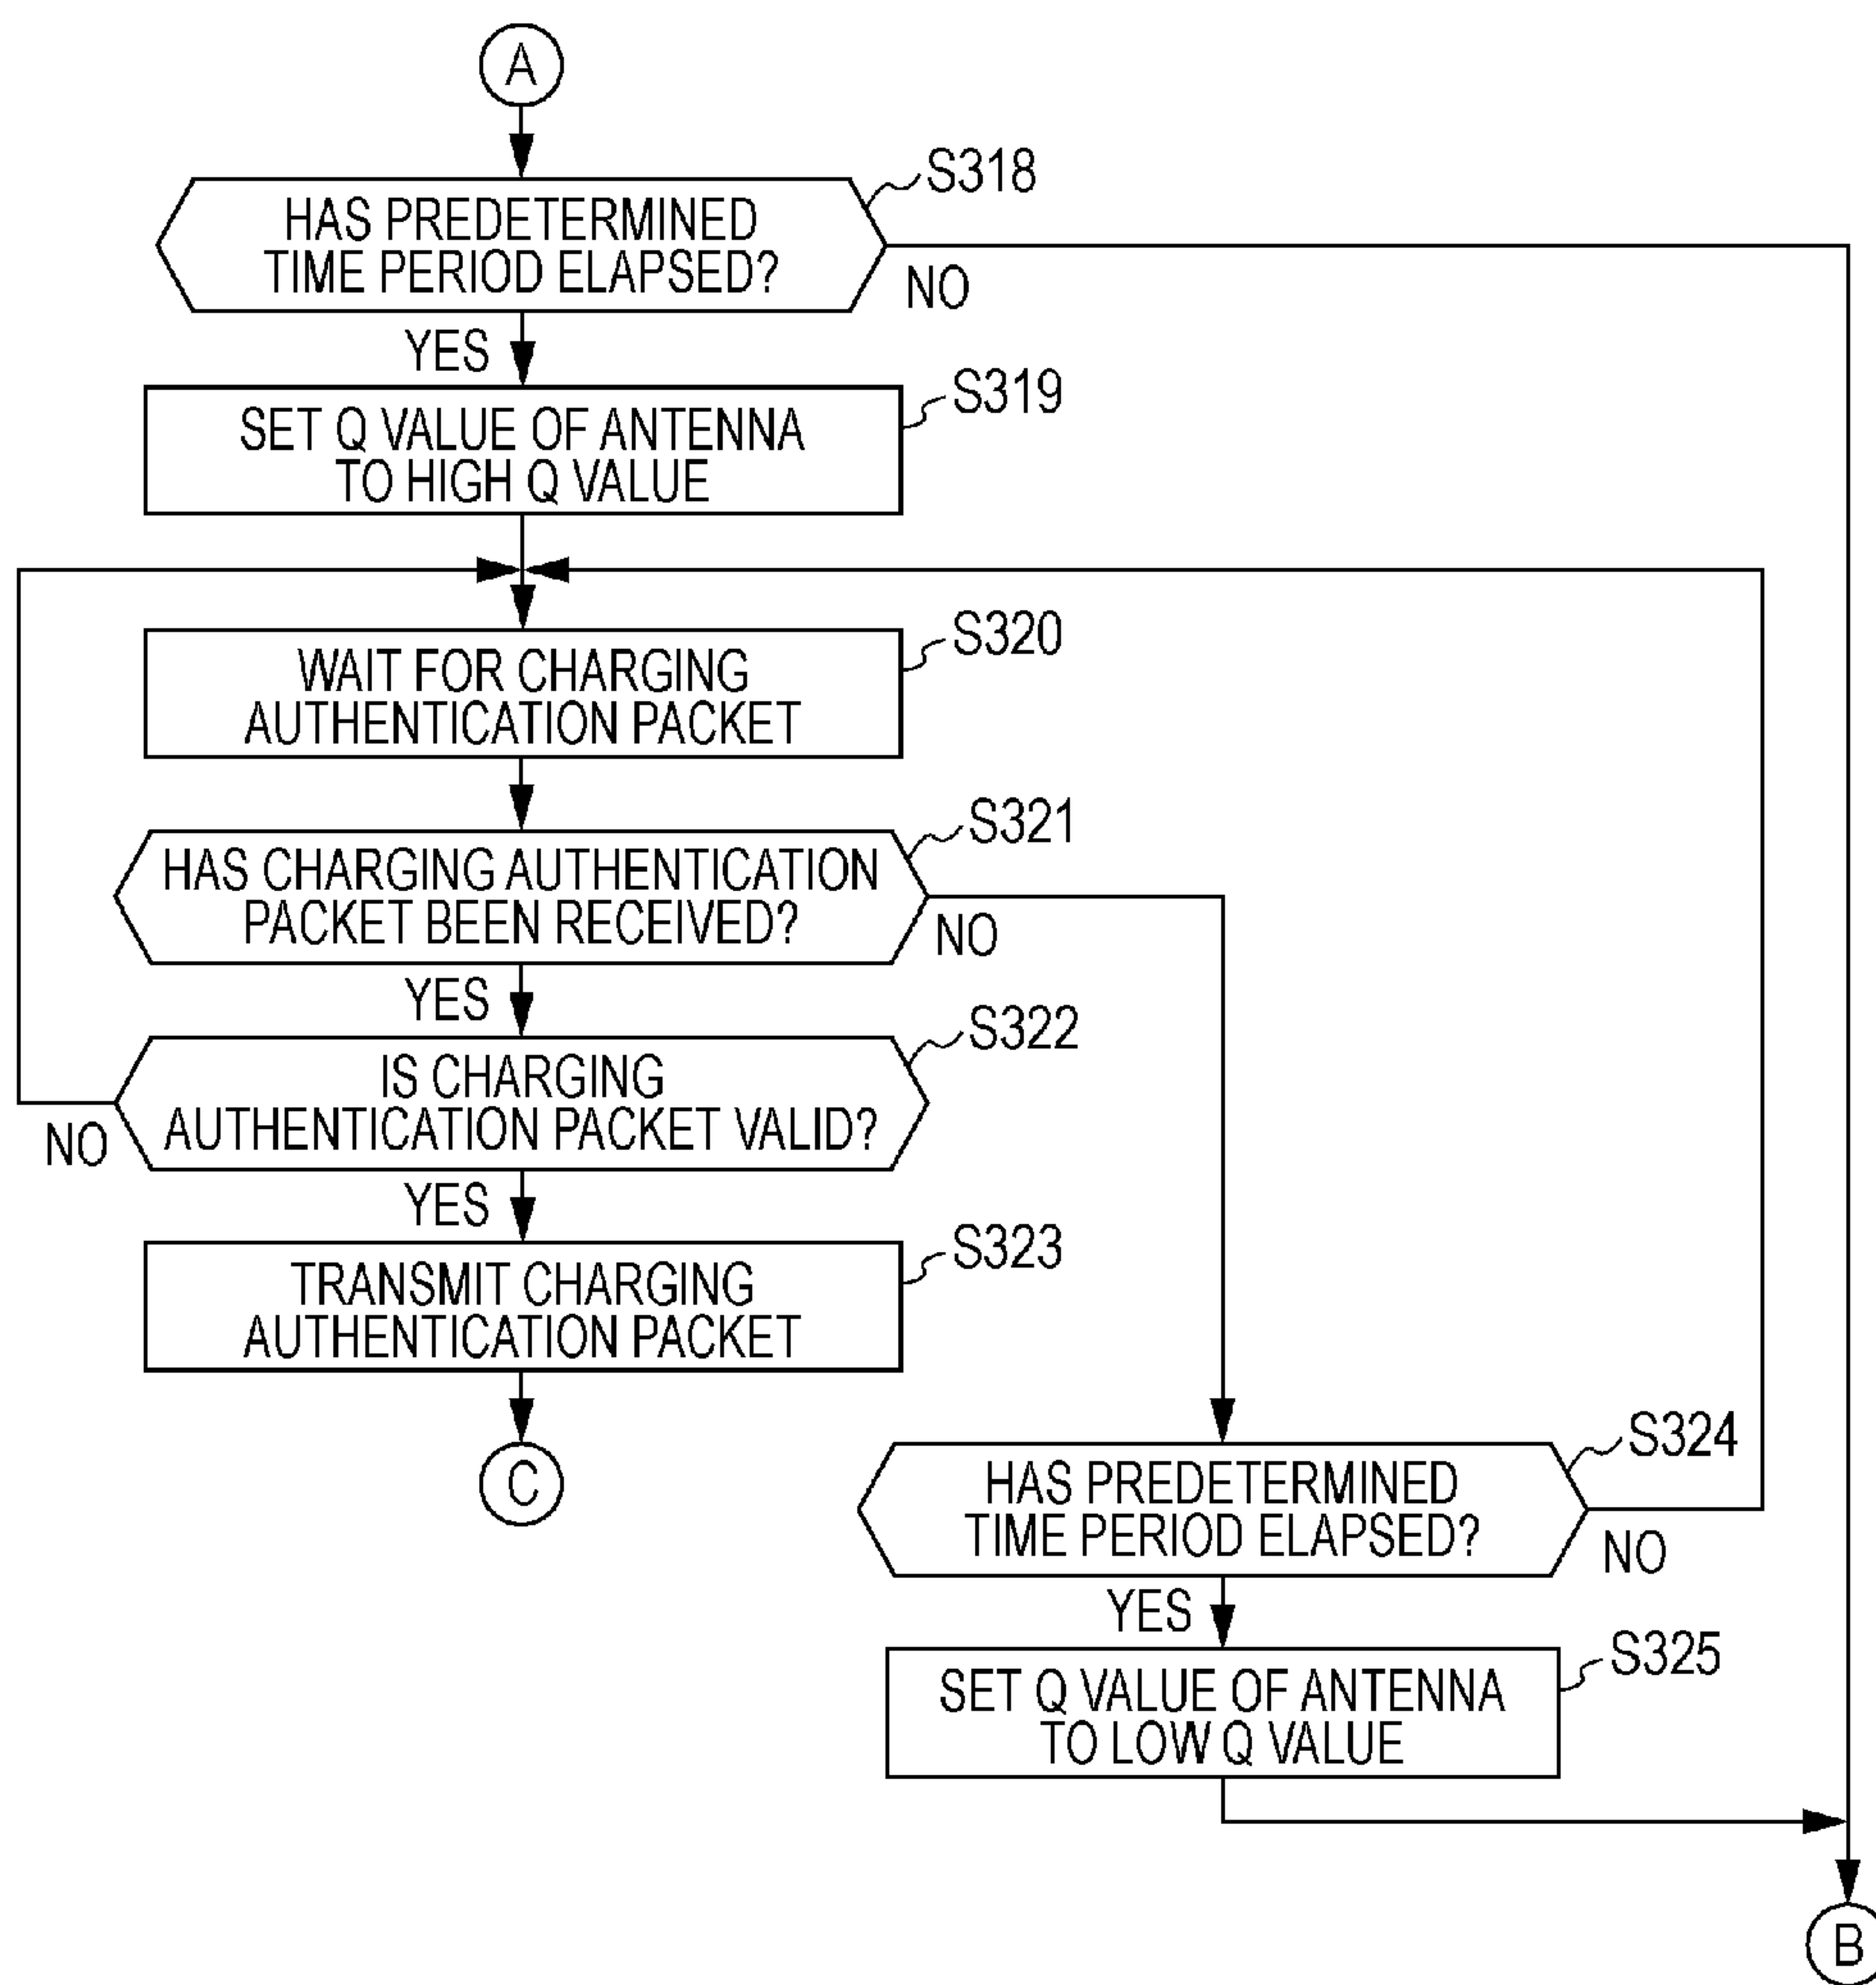 A
S318
HAS PREDETERMINED
TIME PERIOD ELAPSED?
NO
YES
S319
SET Q VALUE OF ANTENNA
TO HIGH Q VALUE
S320
WAIT FOR CHARGING
AUTHENTICATION PACKET
S321
HAS CHARGING AUTHENTICATION
PACKET BEEN RECEIVED?
NO
YES
S322
IS CHARGING
AUTHENTICATION PACKET VALID?
NO
YES
S323
TRANSMIT CHARGING
AUTHENTICATION PACKET
C
S324
HAS PREDETERMINED
TIME PERIOD ELAPSED?
NO
YES
S325
SET Q VALUE OF ANTENNA
TO LOW Q VALUE
B